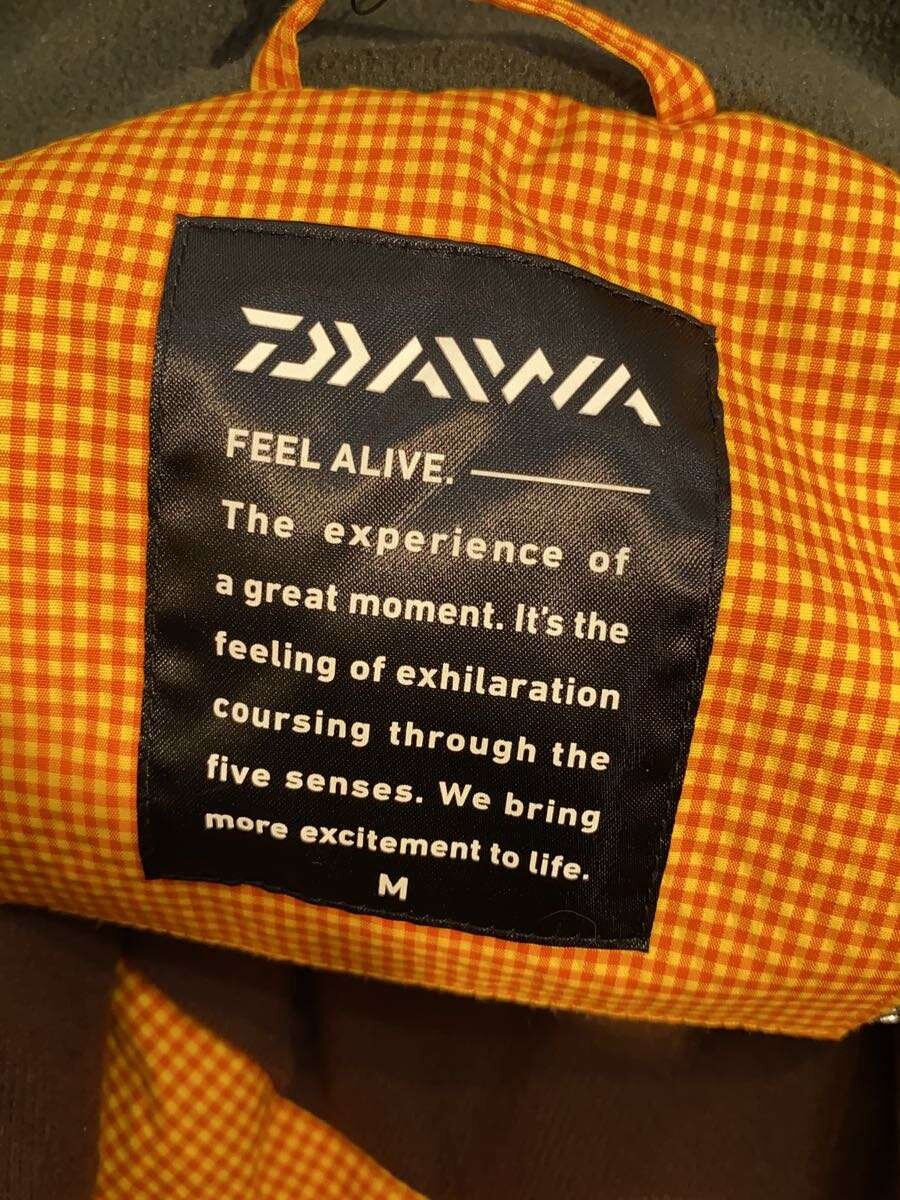 DAIWA
FEEL ALIVE.
The experience of
a great moment. It's the
feeling of exhilaration
coursing through the
five senses. We bring
more excitement to life.
M